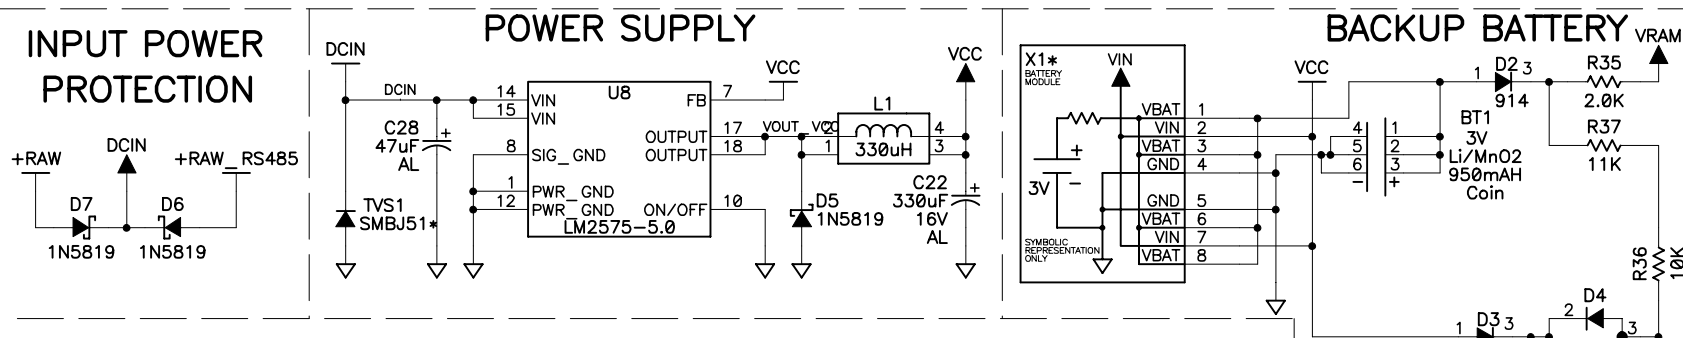 INPUT POWER
PROTECTION
+RAW
DCIN
+RAW_RS485
D7
D6
1N5819
1N5819
POWER SUPPLY
DCIN
DCIN
C28
47uF
AL
+
TVS1
SMBJ51*
U8
14 VIN
15 VIN
8 SIG_GND
1 PWR_GND
12 PWR_GND
FB 7
OUTPUT 17
OUTPUT 18
ON/OFF 10
LM2575-5.0
VCC
VOUT
VCC
L1
2
1
4
3
330uH
D5
1N5819
VCC
C22
330uF
16V
AL
+
BACKUP BATTERY
X1*
BATTERY
MODULE
VIN
+
3V
-
SYMBOLIC
REPRESENTATION
ONLY
VBAT 1
VIN 2
VBAT 3
GND 4
GND 5
VBAT 6
VIN 7
VBAT 8
VCC
4
5
6
-
1
2
3
+
BT1
3V
Li/MnO2
950mAH
Coin
1 D2 3
914
VRAM
R35
2.0K
R37
11K
R36
10K
1 D3 3
2 D4 3